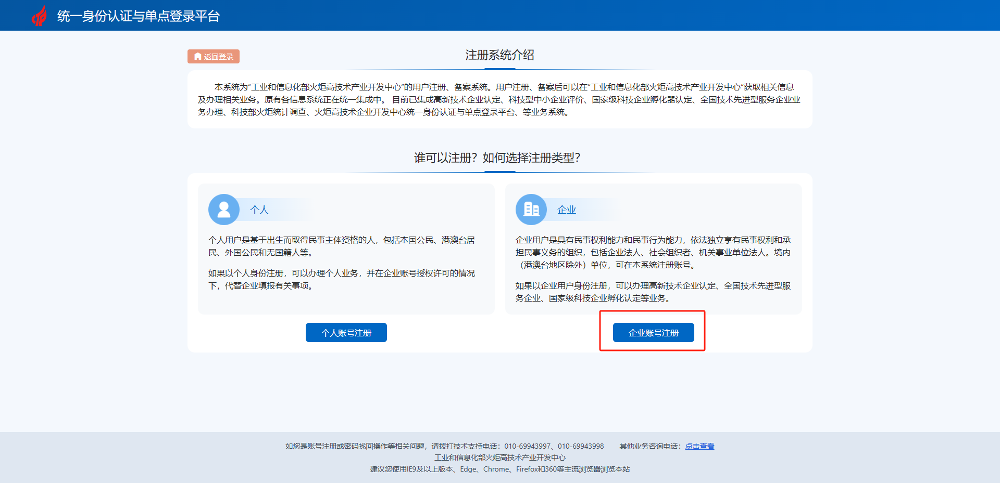 统一身份认证与单点登录平台
返回登录
注册系统介绍
本系统为“工业和信息化部火炬高技术产业开发中心”的用户注册、备案系统。用户注册、备案后可以在“工业和信息化部火炬高技术产业开发中心”获取相关信息
及办理相关业务。原有各信息系统正在统一集成中。 目前已集成高新技术企业认定、科技型中小企业评价、国家级科技企业孵化器认定、全国技术先进型服务企业业
务办理、科技部火炬统计调查、火炬高技术企业开发中心统一身份认证与单点登录平台、等业务系统。
谁可以注册？如何选择注册类型？
个人
个人用户是基于出生而取得民事主体资格的人，包括本国公民、港澳台居
民、外国公民和无国籍人等。
如果以个人身份注册，可以办理个人业务，并在企业账号授权许可的情况
下，代替企业填报有关事项。
个人账号注册
企业
企业用户是具有民事权利能力和民事行为能力，依法独立享有民事权利和承
担民事义务的组织，包括企业法人、社会组织者、机关事业单位法人。境内
（港澳台地区除外）单位，可在本系统注册账号。
如果以企业用户身份注册，可以办理高新技术企业认定、全国技术先进型服
务企业、国家级科技企业孵化认定等业务。
企业账号注册
如您是账号注册或密码找回操作等相关问题，请拨打技术支持电话：010-69943997、010-69943998 其他业务咨询电话：点击查看
工业和信息化部火炬高技术产业开发中心
建议您使用IE9及以上版本、Edge、Chrome、Firefox和360等主流浏览器浏览本站